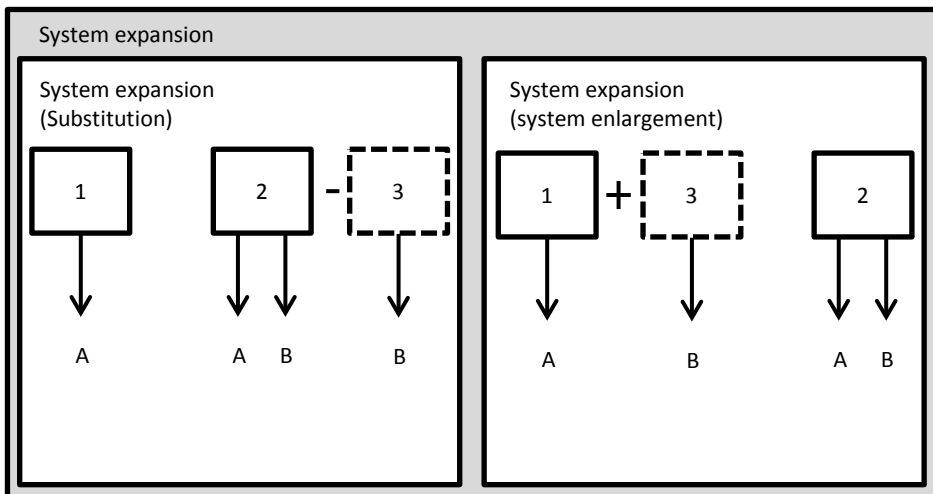 System expansion
System expansion
(Substitution)
1
2
-
3
A
A B
B
System expansion
(system enlargement)
1
+
3
2
A
B
A B